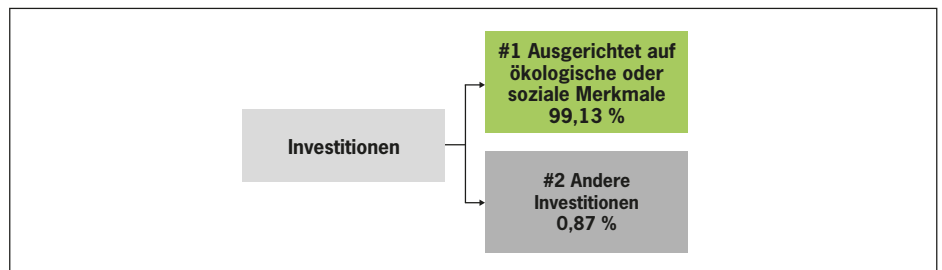 #1 Ausgerichtet auf
ökologische oder
soziale Merkmale
99,13 %
Investitionen
#2 Andere
Investitionen
0,87 %